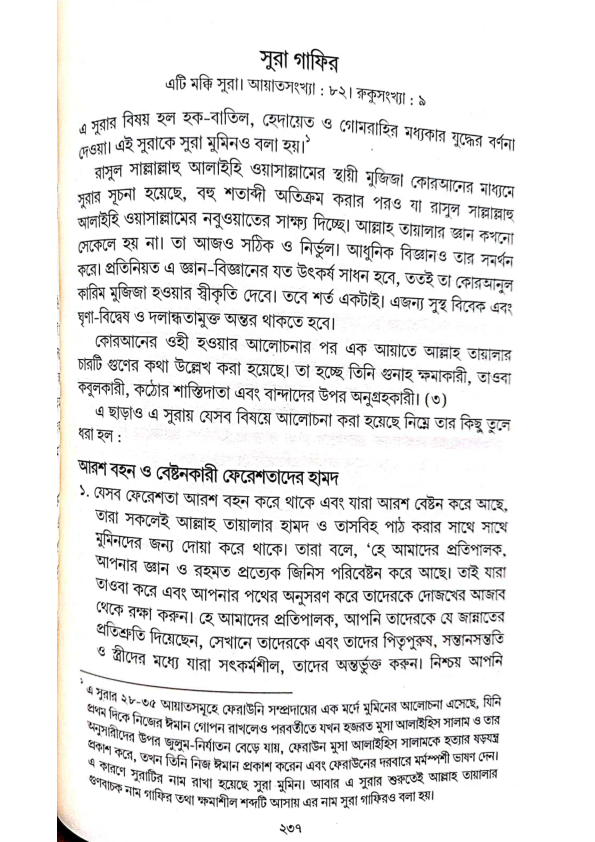 সুরা গাফির
এটি মক্কি সুরা। আয়াতসংখ্যা : ৮২। রুকুসংখ্যা : ৯
এ সুরার বিষয় হল হক-বাতিল, হেদায়েত ও গোমরাহির মধ্যকার যুদ্ধের বর্ণনা
দেওয়া। এই সুরাকে সুরা মুমিনও বলা হয়।১
রাসুল সাল্লাল্লাহু আলাইহি ওয়াসাল্লামের স্থায়ী মুজিজা কোরআনের মাধ্যমে
সুরার সূচনা হয়েছে, বহু শতাব্দী অতিক্রম করার পরও যা রাসুল সাল্লাল্লাহু
আলাইহি ওয়াসাল্লামের নবুওয়াতের সাক্ষ্য দিচ্ছে। আল্লাহ তায়ালার জ্ঞান কখনো
সেকেলে হয় না। তা আজও সঠিক ও নির্ভুল। আধুনিক বিজ্ঞানও তার সমর্থন
করে। প্রতিনিয়ত এ জ্ঞান-বিজ্ঞানের যত উৎকর্ষ সাধন হবে, ততই তা কোরআনুল
কারিম মুজিজা হওয়ার স্বীকৃতি দেবে। তবে শর্ত একটাই। এজন্য সুস্থ বিবেক এবং
ঘৃণা-বিদ্বেষ ও দলান্ধতামুক্ত অন্তর থাকতে হবে।
কোরআনের ওহী হওয়ার আলোচনার পর এক আয়াতে আল্লাহ তায়ালার
চারটি গুণের কথা উল্লেখ করা হয়েছে। তা হচ্ছে তিনি গুনাহ ক্ষমাকারী, তাওবা
কবুলকারী, কঠোর শাস্তিদাতা এবং বান্দাদের উপর অনুগ্রহকারী। (৩)
এ ছাড়াও এ সুরায় যেসব বিষয়ে আলোচনা করা হয়েছে নিম্নে তার কিছু তুলে
ধরা হল :
আরশ বহন ও বেষ্টনকারী ফেরেশতাদের হামদ
১. যেসব ফেরেশতা আরশ বহন করে থাকে এবং যারা আরশ বেষ্টন করে আছে,
তারা সকলেই আল্লাহ তায়ালার হামদ ও তাসবিহ পাঠ করার সাথে সাথে
মুমিনদের জন্য দোয়া করে থাকে। তারা বলে, ‘হে আমাদের প্রতিপালক,
আপনার জ্ঞান ও রহমত প্রত্যেক জিনিস পরিবেষ্টন করে আছে। তাই যারা
তাওবা করে এবং আপনার পথের অনুসরণ করে তাদেরকে দোজখের আজাব
থেকে রক্ষা করুন। হে আমাদের প্রতিপালক, আপনি তাদেরকে যে জান্নাতের
প্রতিশ্রুতি দিয়েছেন, সেখানে তাদেরকে এবং তাদের পিতৃপুরুষ, সন্তানসন্ততি
ও স্ত্রীদের মধ্যে যারা সৎকর্মশীল, তাদের অন্তর্ভুক্ত করুন। নিশ্চয় আপনি
১ এ সুরার ২৮-৩৫ আয়াতসমূহে ফেরাউনি সম্প্রদায়ের এক মর্দে মুমিনের আলোচনা এসেছে, যিনি
প্রথম দিকে নিজের ঈমান গোপন রাখলেও পরবর্তীতে যখন হজরত মুসা আলাইহিস সালাম ও তার
অনুসারীদের উপর জুলুম-নির্যাতন বেড়ে যায়, ফেরাউন মুসা আলাইহিস সালামকে হত্যার ষড়যন্ত্র
প্রকাশ করে, তখন তিনি নিজ ঈমান প্রকাশ করেন এবং ফেরাউনের দরবারে মর্মস্পর্শী ভাষণ দেন।
এ কারণে সুরাটির নাম রাখা হয়েছে সুরা মুমিন। আবার এ সুরার শুরুতেই আল্লাহ তায়ালার
গুণবাচক নাম গাফির তথা ক্ষমাশীল শব্দটি আসায় এর নাম সুরা গাফিরও বলা হয়।
২৩৭